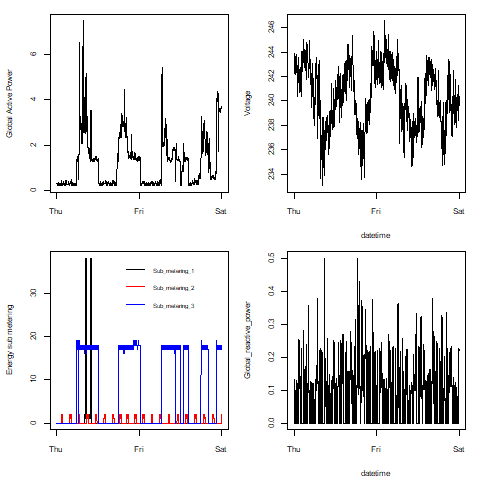 Global Active Power
6
4
2
0
Thu
Fri
Sat
Voltage
246
244
242
240
238
236
234
Thu
Fri
Sat
datetime
Energy sub metering
30
20
10
0
Sub_metering_1
Sub_metering_2
Sub_metering_3
Thu
Fri
Sat
Global_reactive_power
0.5
0.4
0.3
0.2
0.1
0.0
Thu
Fri
Sat
datetime